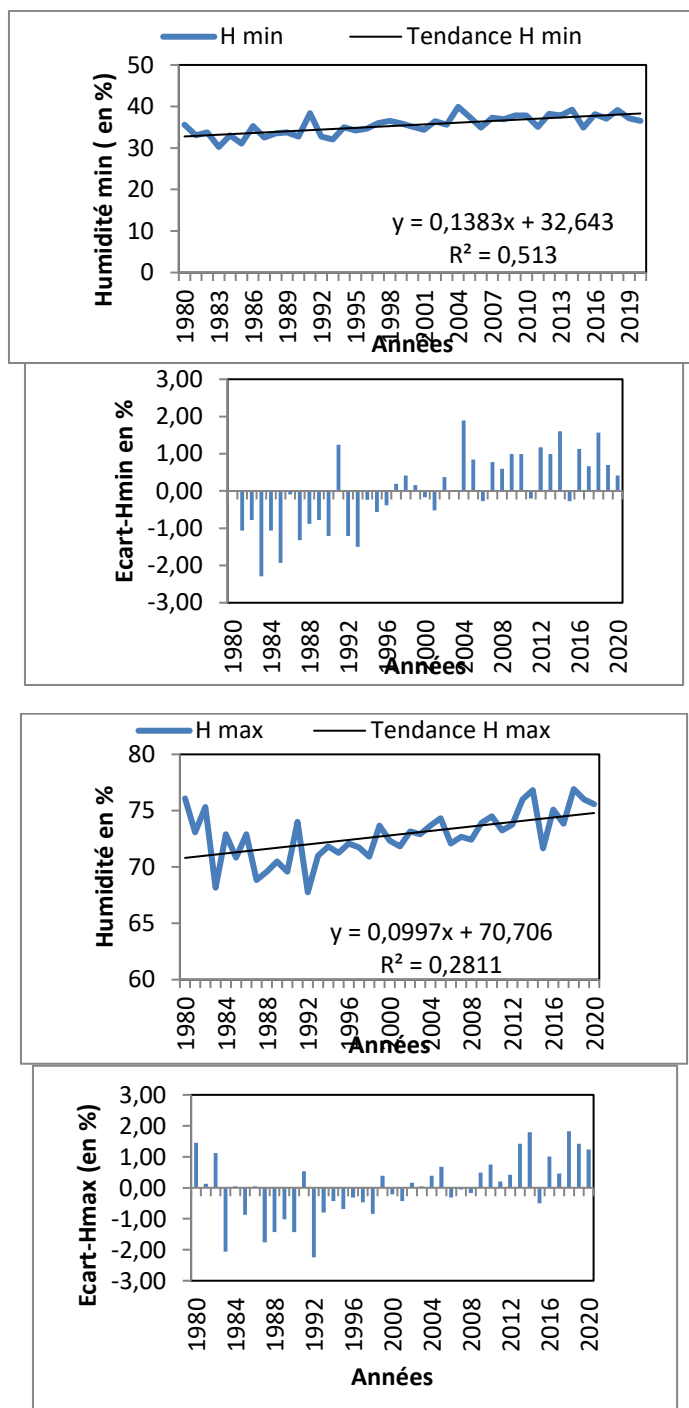 H min Tendance H min
50
40
30
20
10
0
Humidité min ( en %)
y = 0,1383x + 32,643
R² = 0,513
1980 1983 1986 1989 1992 1995 1998 2001 2004 2007 2010 2013 2016 2019
Années
3,00
2,00
1,00
0,00
-1,00
-2,00
-3,00
Ecart-Hmin en %
1980 1984 1988 1992 1996 2000 2004 2008 2012 2016 2020
Années
H max Tendance H max
80
75
70
65
60
Humidité en %
y = 0,0997x + 70,706
R² = 0,2811
1980 1984 1988 1992 1996 2000 2004 2008 2012 2016 2020
Années
3,00
2,00
1,00
0,00
-1,00
-2,00
-3,00
Ecart-Hmax (en %)
1980 1984 1988 1992 1996 2000 2004 2008 2012 2016 2020
Années